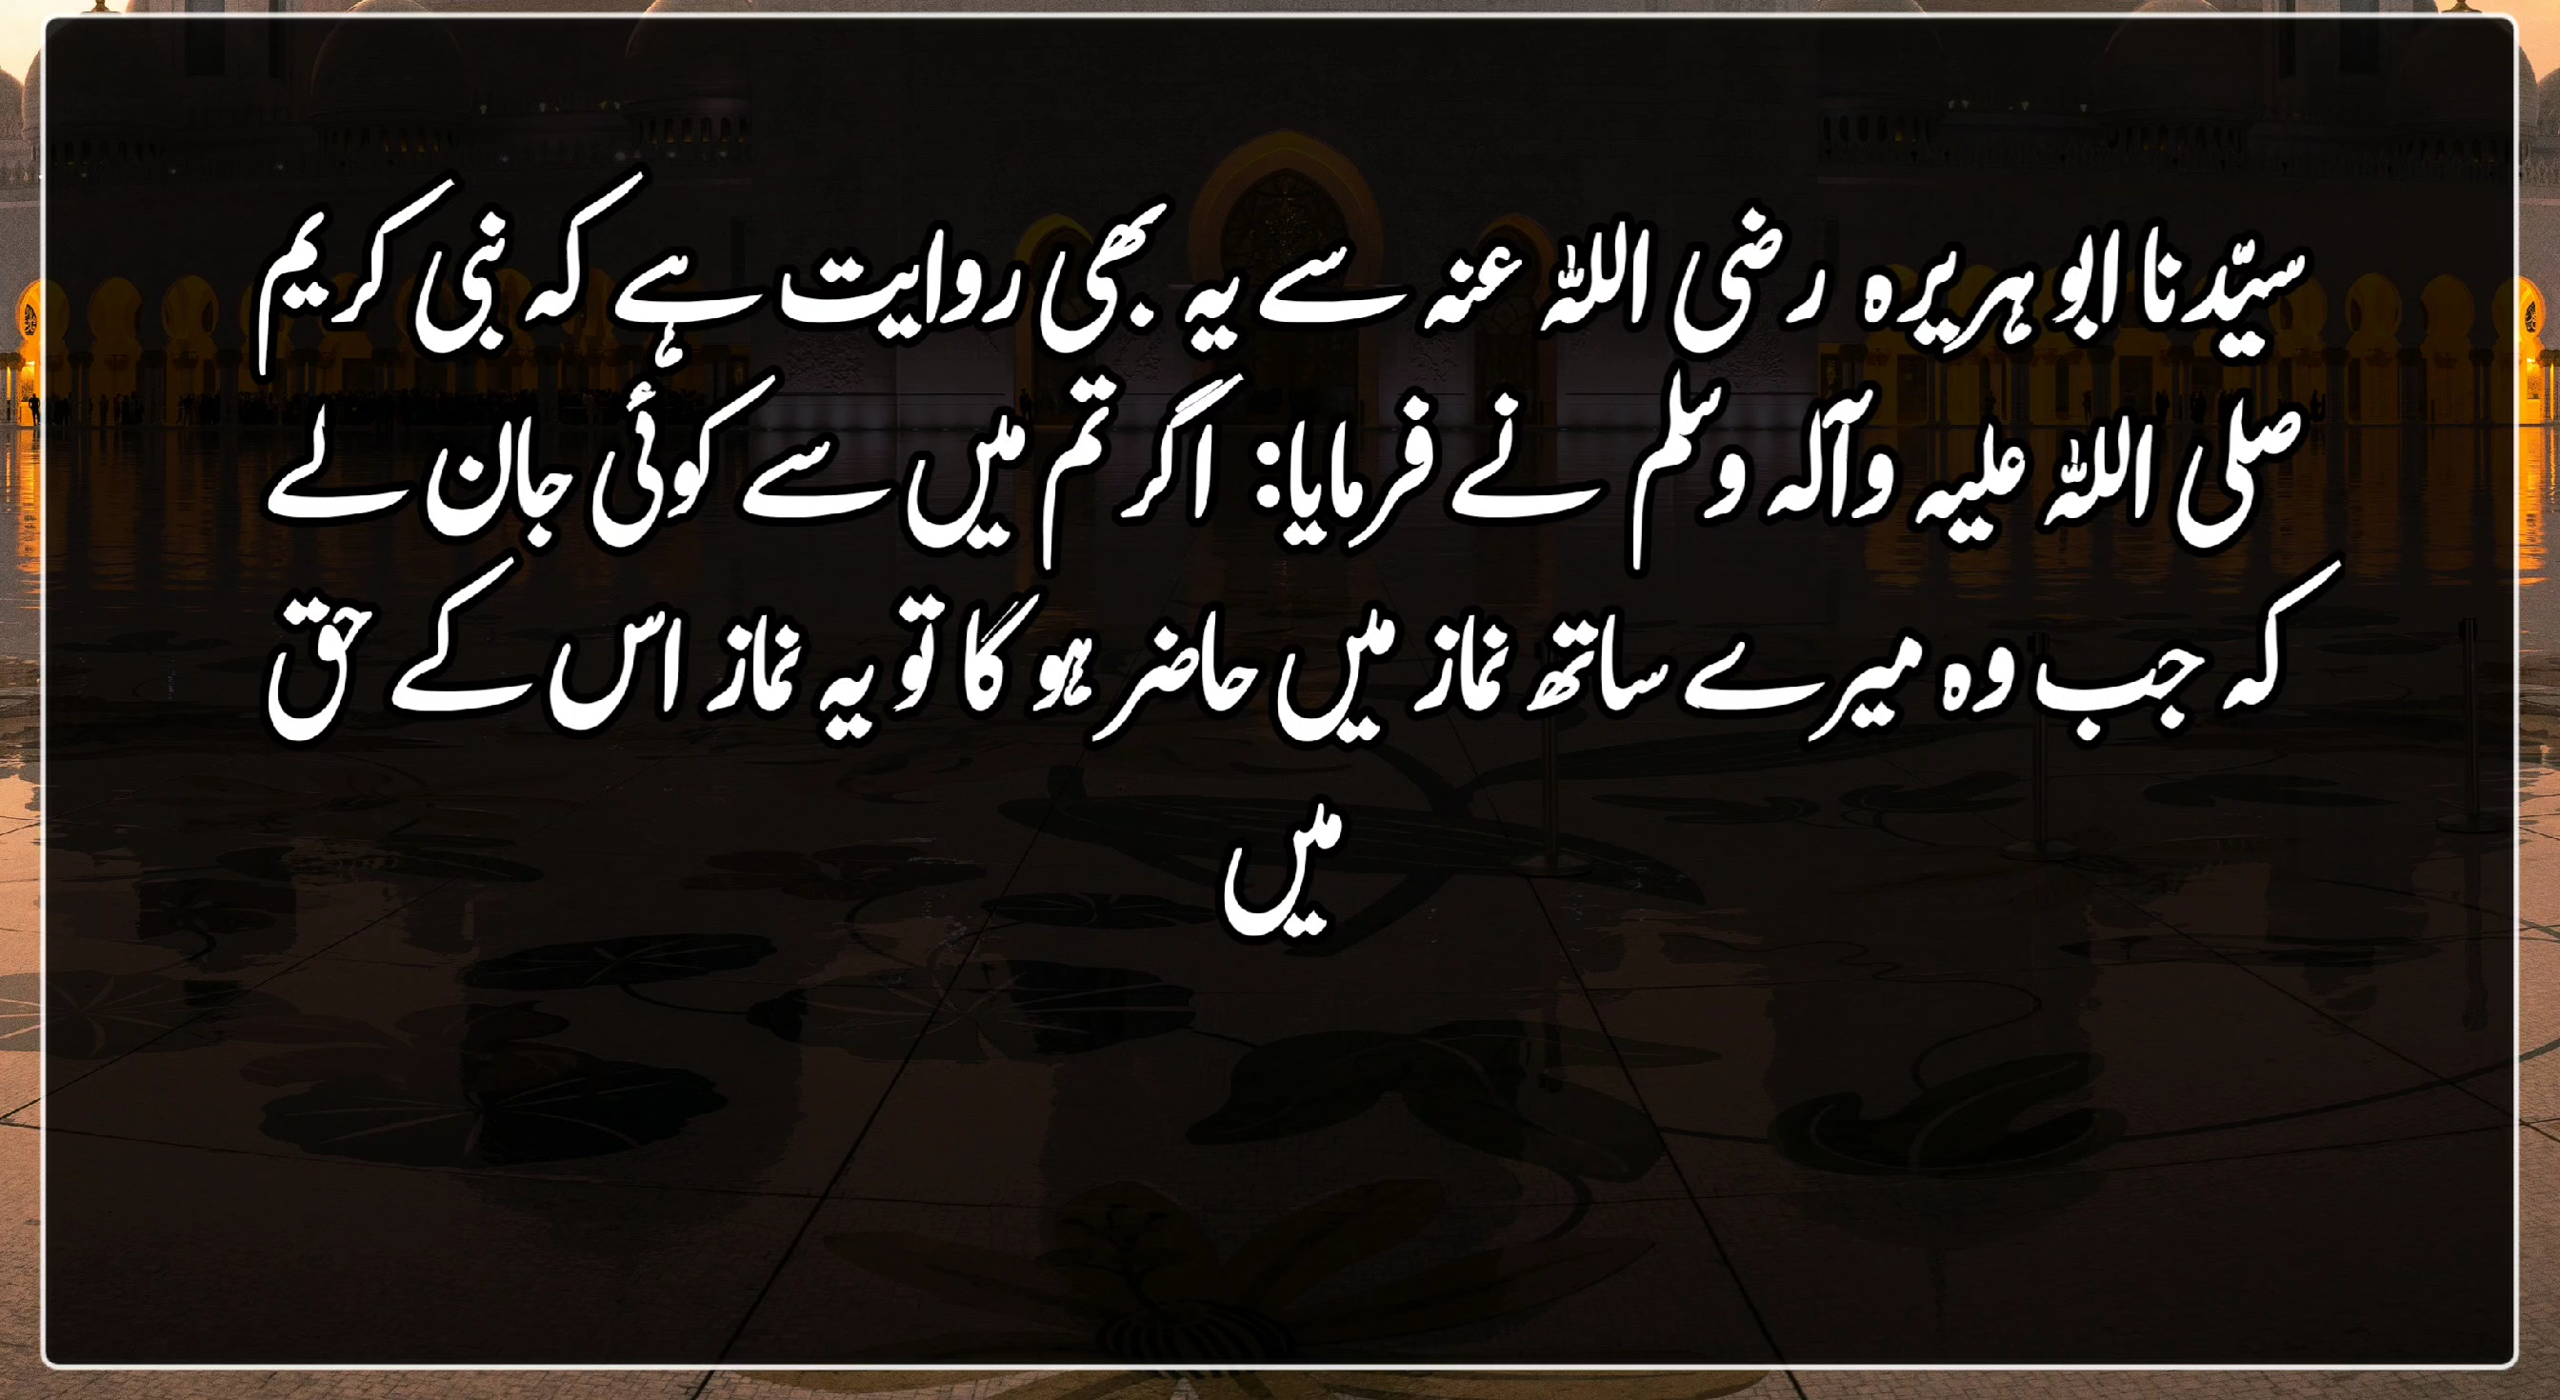 سیّدنا ابو ہریرہ رضی اللہ عنہ سے یہ بھی روایت ہے کہ نبی کریم
صلی اللہ علیہ وآلہ وسلم نے فرمایا: اگر تم میں سے کوئی جان لے
کہ جب وہ میرے ساتھ نماز میں حاضر ہو گا تو یہ نماز اس کے حق
میں